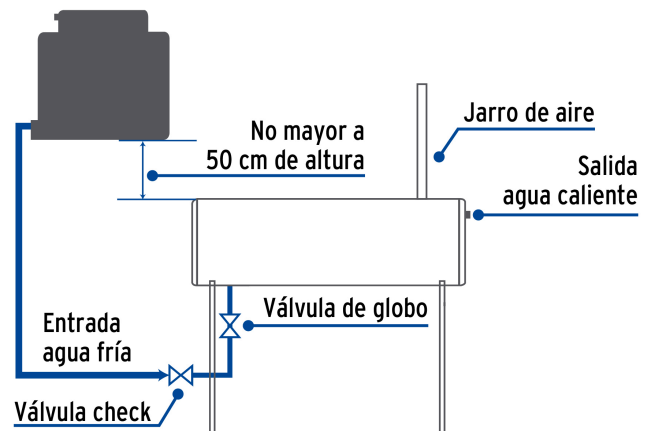 No mayor a
50 cm de altura
Jarro de aire
Salida
agua caliente
Válvula de globo
Entrada
agua fría
Válvula check